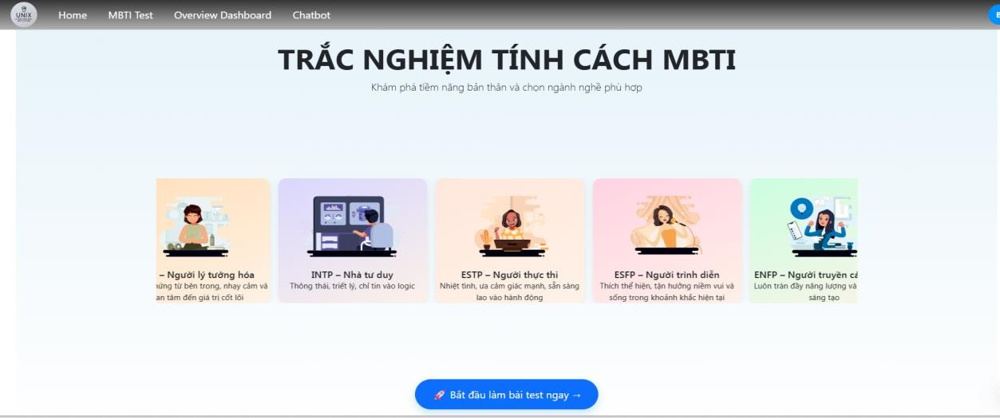 UNIX
Home
MBTI Test
Overview Dashboard
Chatbot
TRẮC NGHIỆM TÍNH CÁCH MBTI
Khám phá tiềm năng bản thân và chọn ngành nghề phù hợp
– Người lý tưởng hóa
từ bên trong, nhạy cảm và
tâm đến giá trị cốt lõi
INTP – Nhà tư duy
Thông thái, triết lý, chỉ tin vào logic
ESTP – Người thực thi
Nhiệt tình, ưa cảm giác mạnh, sẵn sàng
lao vào hành động
ESFP – Người trình diễn
Thích thể hiện, tận hưởng niềm vui và
sống trong khoảnh khắc hiện tại
ENFP – Người truyền
Luôn tràn đầy năng lượng và
sáng tạo
🚀 Bắt đầu làm bài test ngay →